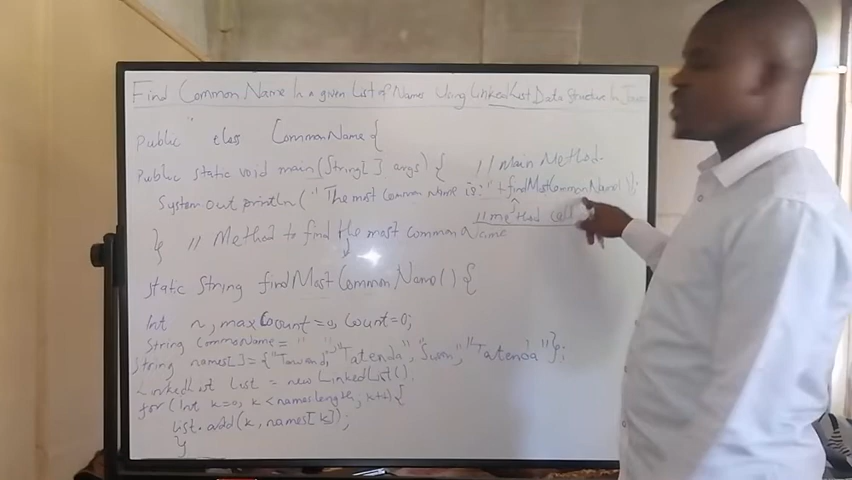 Find Common Name In a given List of Names Using LinkedList Data Structure In Java
Public class CommonName {
Public static void main (String[] args) { // Main Method.
System.out.println ("The most common name is: " + findMostCommonName());
// method call
} // Method to find the most common Name
static String findMostCommonName() {
Int n, maxCount = 0, Count = 0;
String commonName = " ";
String names[] = {" "Tatenda", "Tatenda"};
LinkedList List = new LinkedList().
for (Int k=0; k < names.length; k++) {
List.add(k, names[k]);
}